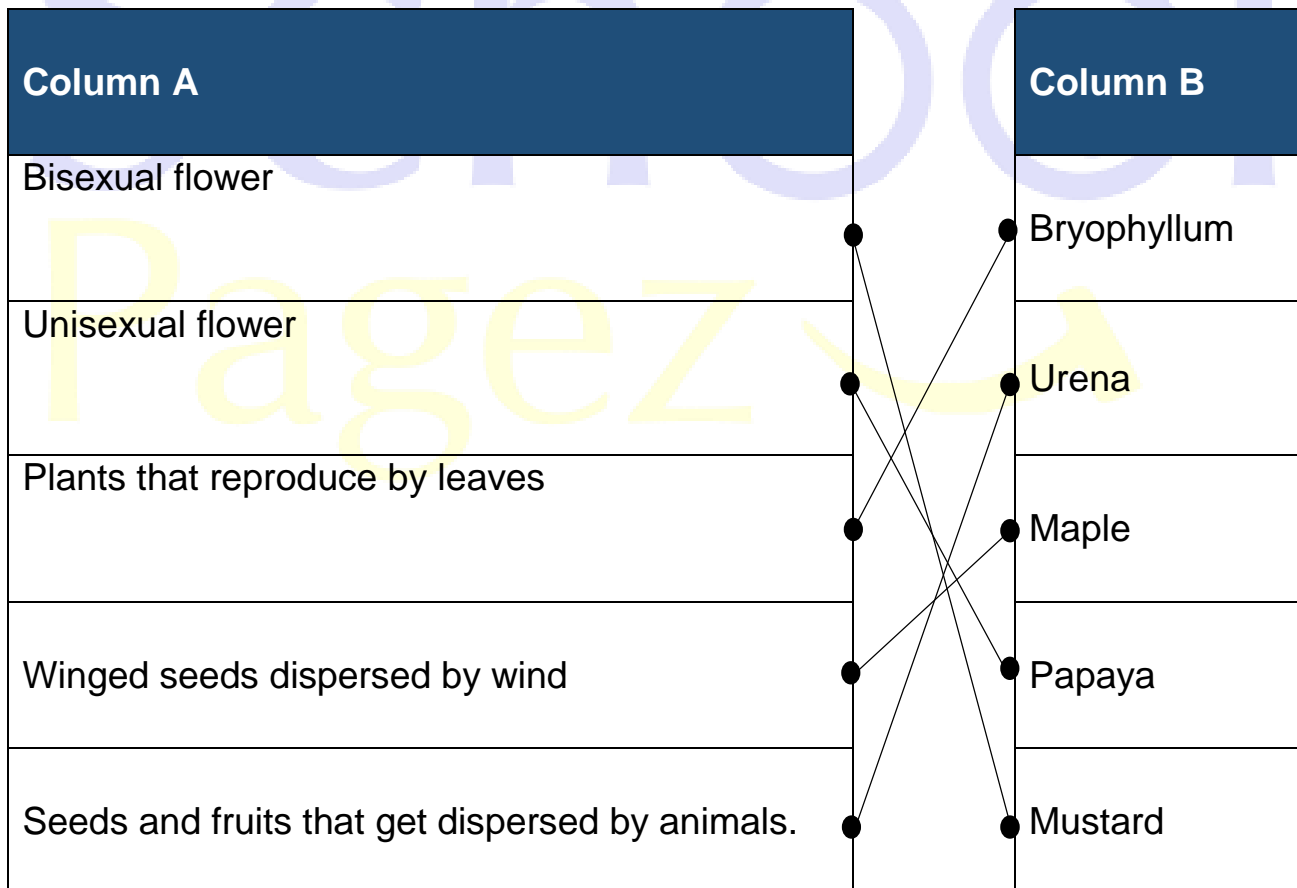 Column A
Column B
Bisexual flower
Bryophyllum
Unisexual flower
Urena
Plants that reproduce by leaves
Maple
Winged seeds dispersed by wind
Papaya
Seeds and fruits that get dispersed by animals.
Mustard
School
Pagez